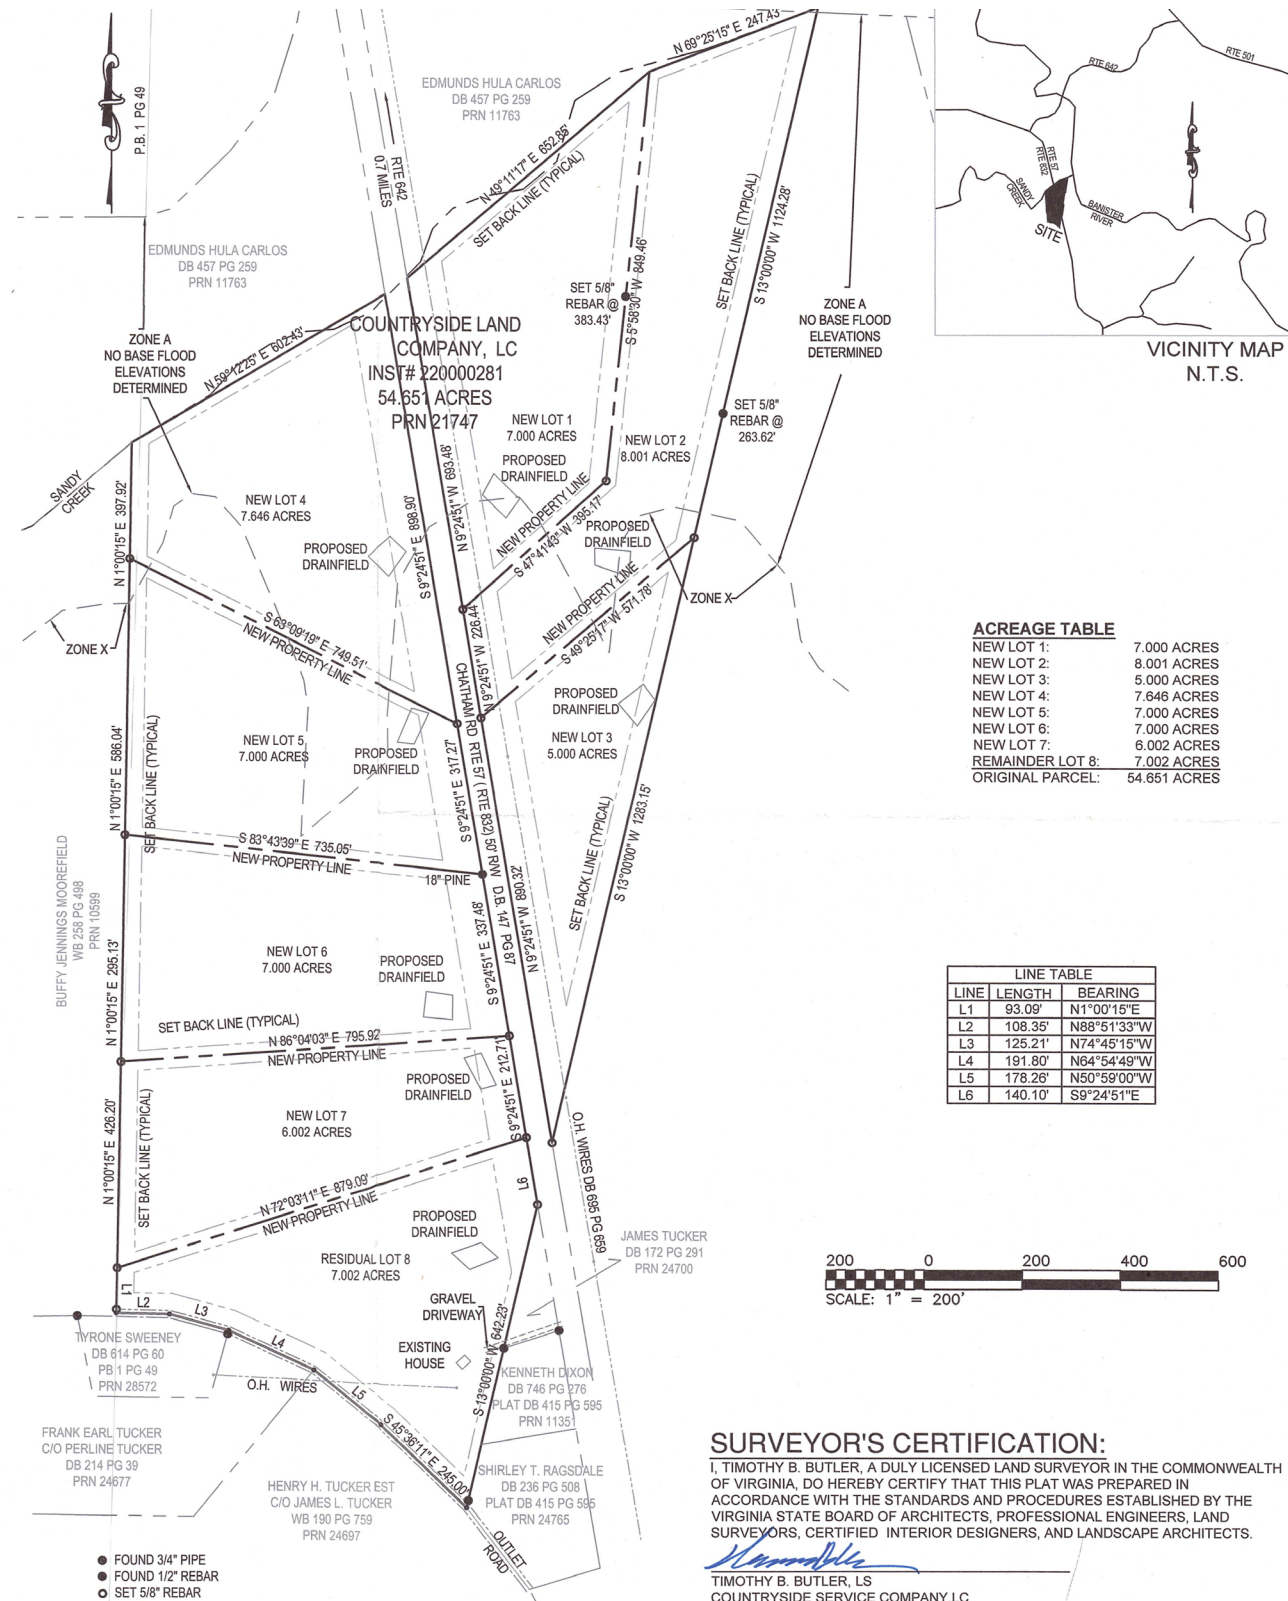 P.B. 1 PG 49
N 69°25'15" E 247.43'
EDMUNDS HULA CARLOS
DB 457 PG 259
PRN 11763
RTE 642
0.7 MILES
N 49°11'17" E 652.85'
SET BACK LINE (TYPICAL)
EDMUNDS HULA CARLOS
DB 457 PG 259
PRN 11763
ZONE A
NO BASE FLOOD
ELEVATIONS
DETERMINED
N 59°12'25" E 602.43'
COUNTRYSIDE LAND
COMPANY, LC
INST# 220000281
54.651 ACRES
PRN 21747
SET 5/8"
REBAR @
383.43'
S 5°58'30" W 849.46'
SET BACK LINE (TYPICAL)
S 13°00'00" W 1124.28'
ZONE A
NO BASE FLOOD
ELEVATIONS
DETERMINED
RTE 501
RTE 642
RTE 57
RTE 832
SANDY
CREEK
BANISTER
RIVER
SITE
VICINITY MAP
N.T.S.
SET 5/8"
REBAR @
263.62'
NEW LOT 1
7.000 ACRES
NEW LOT 2
8.001 ACRES
PROPOSED
DRAINFIELD
SANDY
CREEK
N 1°00'15" E 397.92'
NEW LOT 4
7.646 ACRES
PROPOSED
DRAINFIELD
S 9°24'51" E 898.90'
N 9°24'51" W 693.48'
NEW PROPERTY LINE
S 47°41'43" W 395.17'
PROPOSED
DRAINFIELD
ZONE X
NEW PROPERTY LINE
S 49°25'17" W 571.78'
ZONE X
S 63°09'19" E 749.51'
NEW PROPERTY LINE
N 9°24'51" W 226.44'
CHATHAM RD RTE 57 ( RTE 832) 50' R/W D.B. 147 PG 87
N 1°00'15" E 586.04'
SET BACK LINE (TYPICAL)
NEW LOT 5
7.000 ACRES
PROPOSED
DRAINFIELD
S 9°24'51" E 317.27'
PROPOSED
DRAINFIELD
NEW LOT 3
5.000 ACRES
SET BACK LINE (TYPICAL)
S 13°00'00" W 1283.15'
S 83°43'39" E 735.05'
NEW PROPERTY LINE
18" PINE
N 9°24'51" W 890.32'
ACREAGE TABLE
NEW LOT 1: 7.000 ACRES
NEW LOT 2: 8.001 ACRES
NEW LOT 3: 5.000 ACRES
NEW LOT 4: 7.646 ACRES
NEW LOT 5: 7.000 ACRES
NEW LOT 6: 7.000 ACRES
NEW LOT 7: 6.002 ACRES
REMAINDER LOT 8: 7.002 ACRES
ORIGINAL PARCEL: 54.651 ACRES
BUFFY JENNINGS MOOREFIELD
WB 258 PG 498
PRN 10599
N 1°00'15" E 295.13'
NEW LOT 6
7.000 ACRES
PROPOSED
DRAINFIELD
S 9°24'51" E 337.48'
SET BACK LINE (TYPICAL)
N 86°04'03" E 795.92'
NEW PROPERTY LINE
LINE TABLE
LINE LENGTH BEARING
L1 93.09' N1°00'15"E
L2 108.35' N88°51'33"W
L3 125.21' N74°45'15"W
L4 191.80' N64°54'49"W
L5 178.26' N50°59'00"W
L6 140.10' S9°24'51"E
PROPOSED
DRAINFIELD
S 9°24'51" E 212.71'
N 1°00'15" E 426.20'
SET BACK LINE (TYPICAL)
NEW LOT 7
6.002 ACRES
O.H. WIRES DB 695 PG 659
N 72°03'11" E 879.09'
NEW PROPERTY LINE
L6
PROPOSED
DRAINFIELD
JAMES TUCKER
DB 172 PG 291
PRN 24700
RESIDUAL LOT 8
7.002 ACRES
200 0 200 400 600
SCALE: 1" = 200'
L1
L2
L3
L4
L5
GRAVEL
DRIVEWAY
EXISTING
HOUSE
S 13°00'00" W 642.23'
TYRONE SWEENEY
DB 614 PG 60
PB 1 PG 49
PRN 28572
O.H. WIRES
KENNETH DIXON
DB 746 PG 276
PLAT DB 415 PG 595
PRN 11351
S 45°36'11" E 245.00'
FRANK EARL TUCKER
C/O PERLINE TUCKER
DB 214 PG 39
PRN 24677
HENRY H. TUCKER EST
C/O JAMES L. TUCKER
WB 190 PG 759
PRN 24697
SHIRLEY T. RAGSDALE
DB 236 PG 508
PLAT DB 415 PG 595
PRN 24765
OUTLET
ROAD
FOUND 3/4" PIPE
FOUND 1/2" REBAR
SET 5/8" REBAR
SURVEYOR'S CERTIFICATION:
I, TIMOTHY B. BUTLER, A DULY LICENSED LAND SURVEYOR IN THE COMMONWEALTH
OF VIRGINIA, DO HEREBY CERTIFY THAT THIS PLAT WAS PREPARED IN
ACCORDANCE WITH THE STANDARDS AND PROCEDURES ESTABLISHED BY THE
VIRGINIA STATE BOARD OF ARCHITECTS, PROFESSIONAL ENGINEERS, LAND
SURVEYORS, CERTIFIED INTERIOR DESIGNERS, AND LANDSCAPE ARCHITECTS.
TIMOTHY B. BUTLER, LS
COUNTRYSIDE SERVICE COMPANY,LC